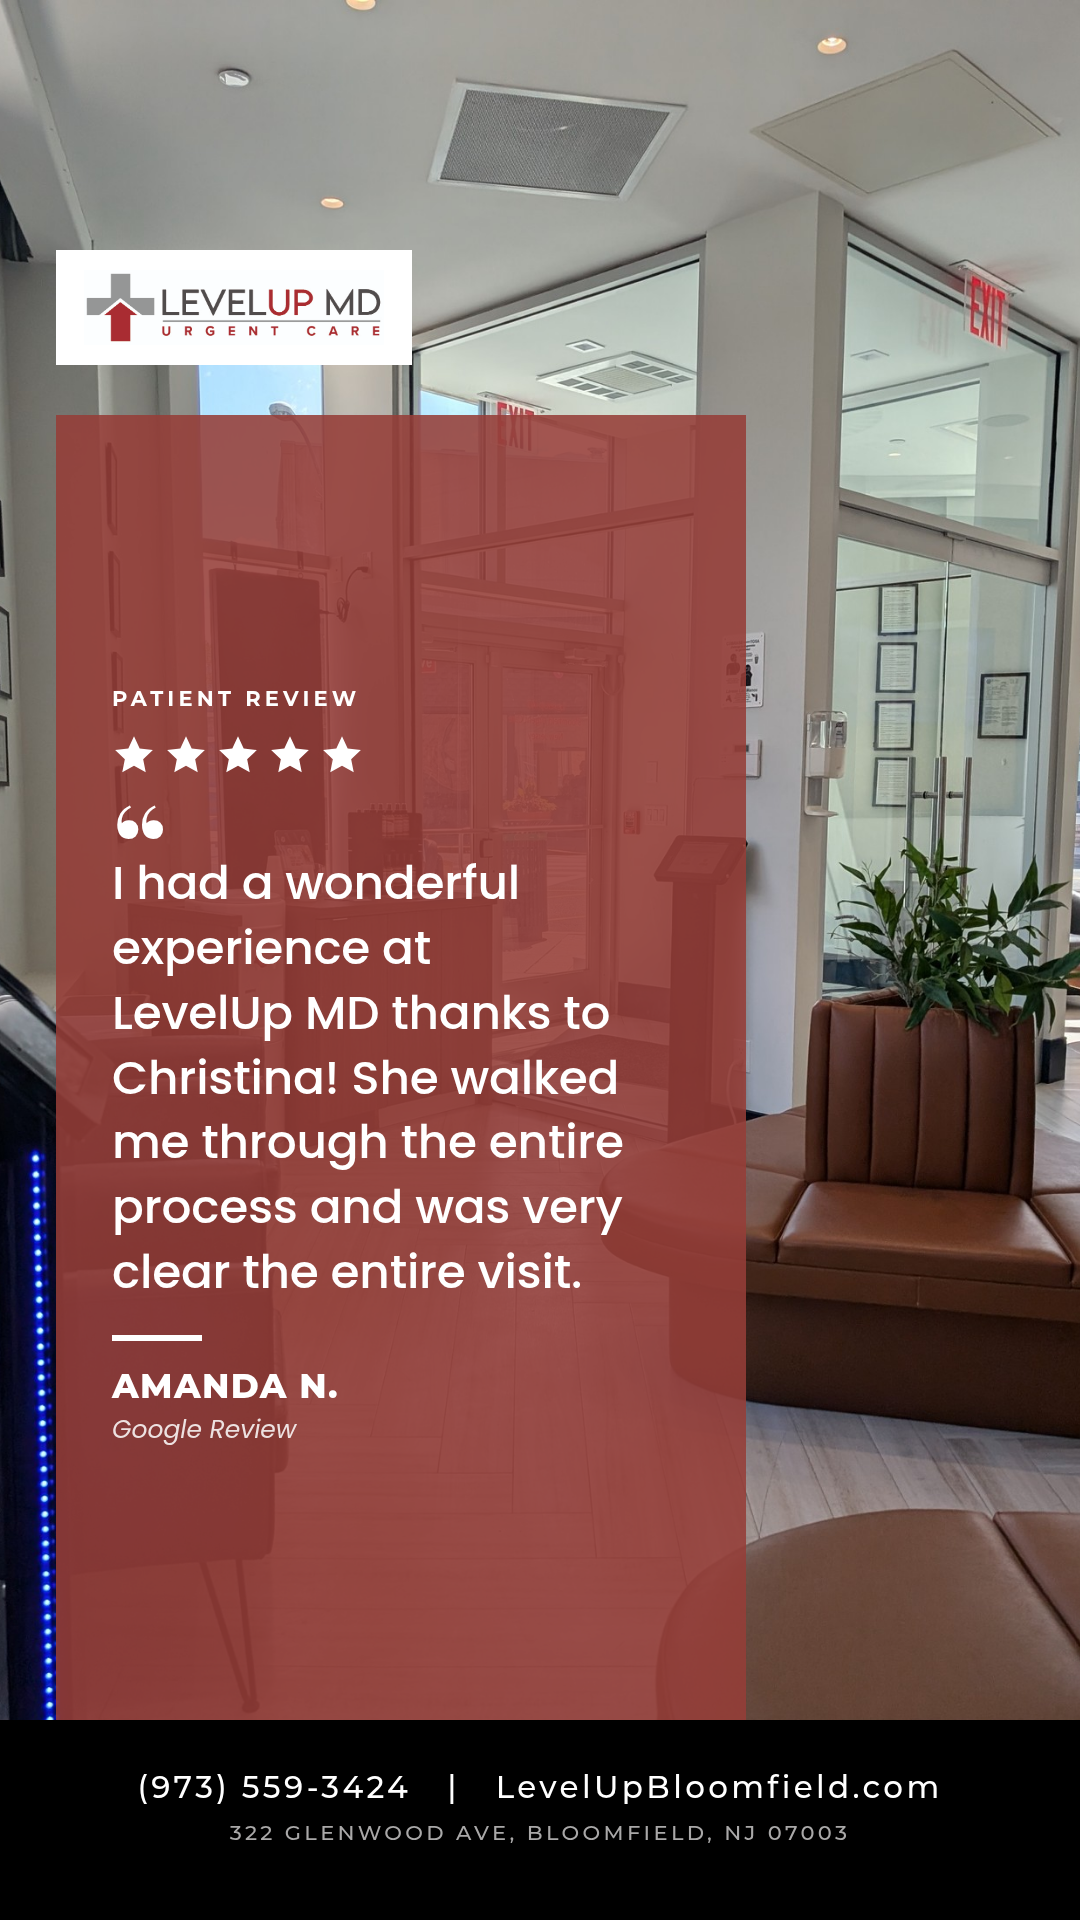 LEVELUP MD
URGENT CARE
EXIT
EXIT
PATIENT REVIEW
“
I had a wonderful
experience at
LevelUp MD thanks to
Christina! She walked
me through the entire
process and was very
clear the entire visit.
AMANDA N.
Google Review
(973) 559-3424 | LevelUpBloomfield.com
322 GLENWOOD AVE, BLOOMFIELD, NJ 07003